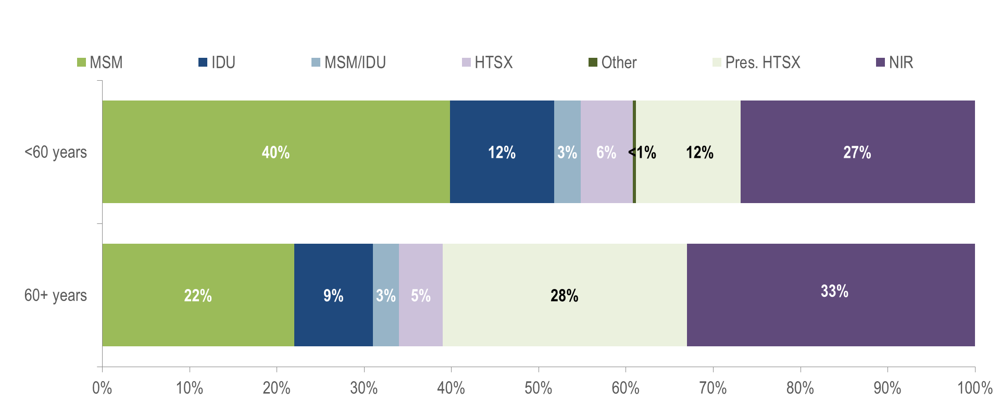 MSM IDU MSM/IDU HTSX Other Pres. HTSX NIR
<60 years 40% 12% 3% 6% <1% 12% 27%
60+ years 22% 9% 3% 5% 28% 33%
0% 10% 20% 30% 40% 50% 60% 70% 80% 90% 100%